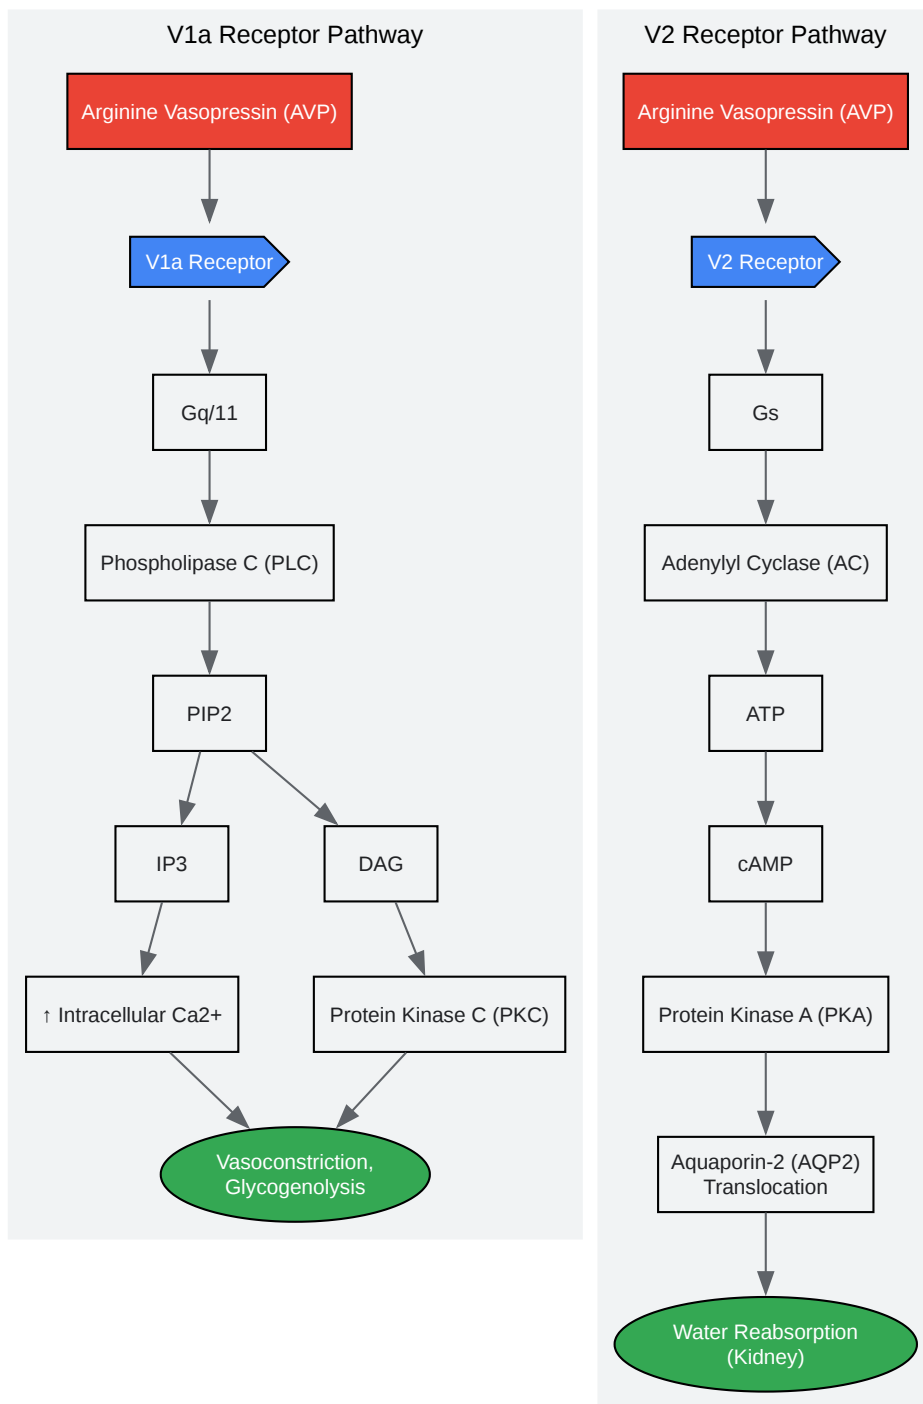 V1a Receptor Pathway
Arginine Vasopressin (AVP)
V1a Receptor
Gq/11
Phospholipase C (PLC)
PIP2
IP3
DAG
↑ Intracellular Ca2+
Protein Kinase C (PKC)
Vasoconstriction,
Glycogenolysis
V2 Receptor Pathway
Arginine Vasopressin (AVP)
V2 Receptor
Gs
Adenylyl Cyclase (AC)
ATP
cAMP
Protein Kinase A (PKA)
Aquaporin-2 (AQP2)
Translocation
Water Reabsorption
(Kidney)